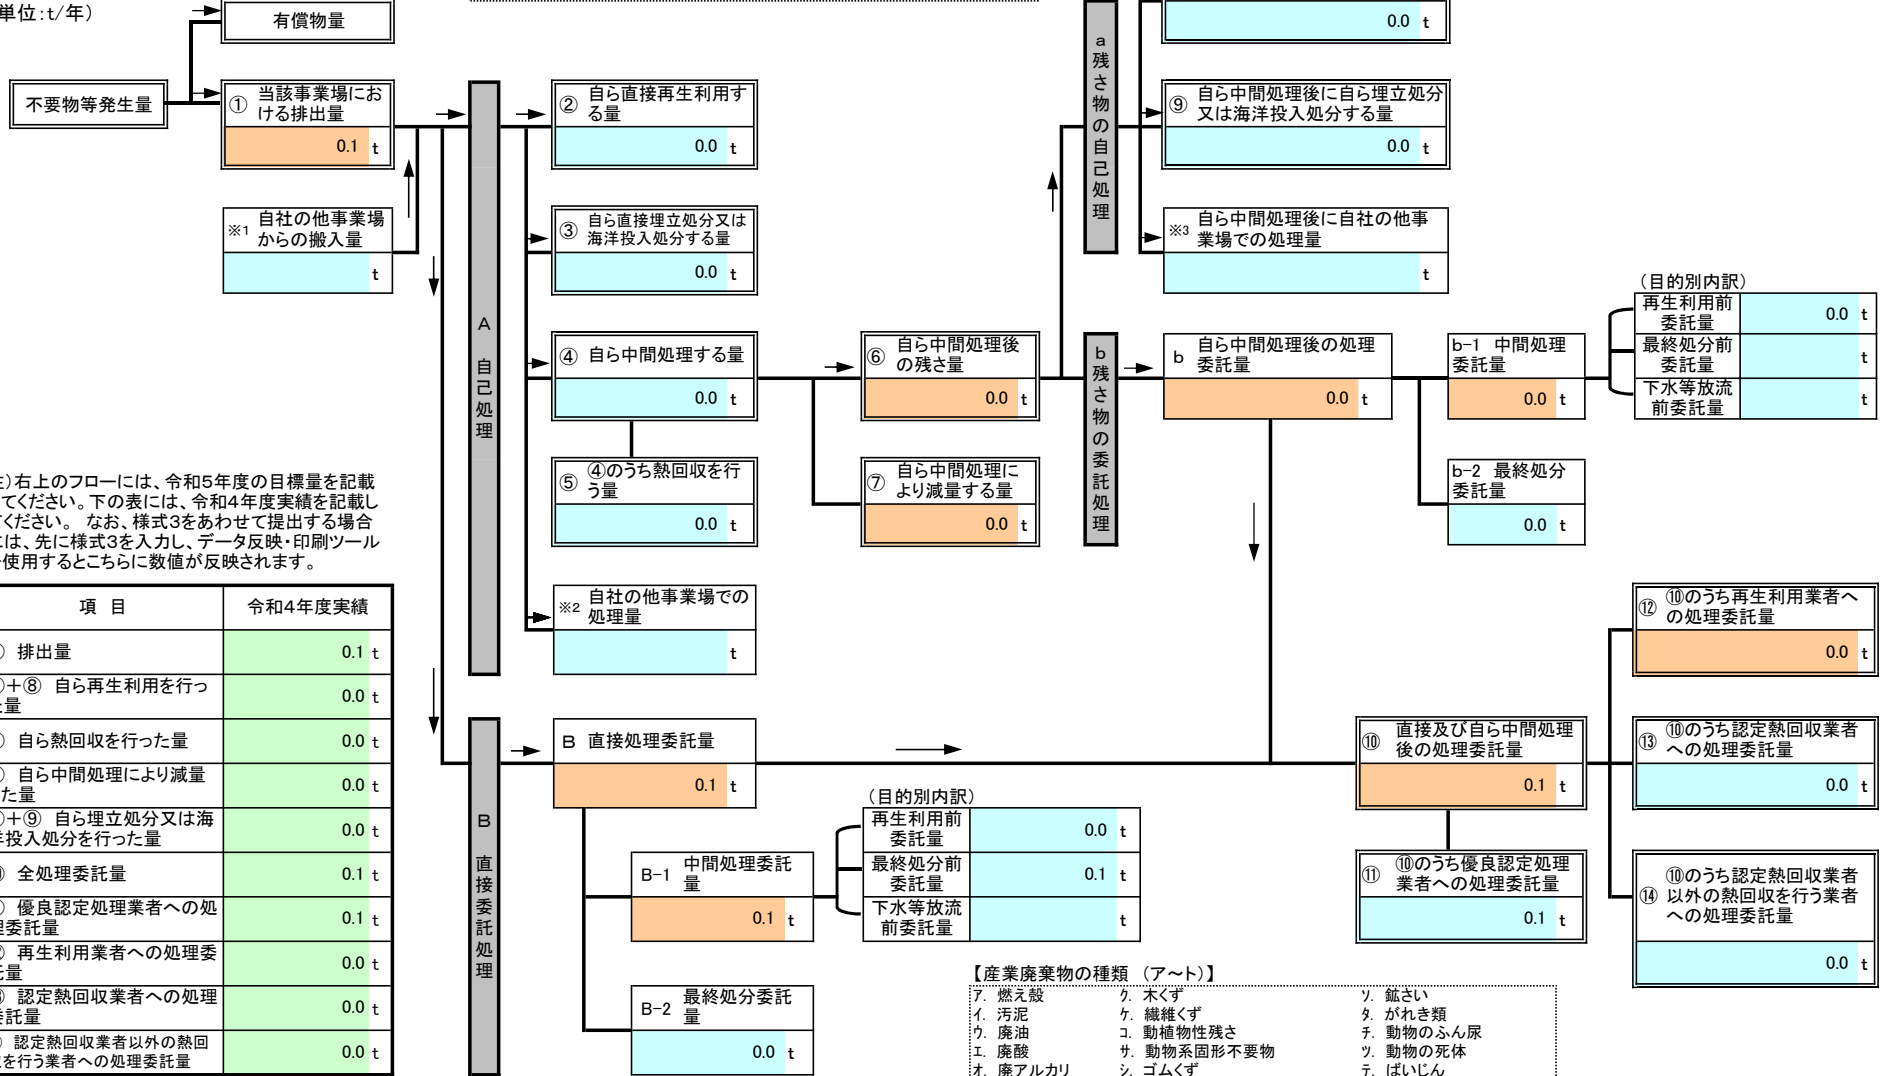 単位:t/年)
有償物量
不要物等発生量
① 当該事業場にお
ける排出量
0.1 t
※1 自社の他事業場
からの搬入量
t
A 自己処理
② 自ら直接再生利用す
る量
0.0 t
③ 自ら直接埋立処分又は
海洋投入処分する量
0.0 t
④ 自ら中間処理する量
0.0 t
⑤ ④のうち熱回収を行
う量
0.0 t
※2 自社の他事業場での
処理量
t
⑥ 自ら中間処理後
の残さ量
0.0 t
⑦ 自ら中間処理に
より減量する量
0.0 t
a 残さ物の自己処理
0.0 t
⑨ 自ら中間処理後に自ら埋立処分
又は海洋投入処分する量
0.0 t
※3 自ら中間処理後に自社の他事
業場での処理量
t
b 残さ物の委託処理
b 自ら中間処理後の処理
委託量
0.0 t
b-1 中間処理
委託量
0.0 t
b-2 最終処分
委託量
0.0 t
(目的別内訳)
再生利用前
委託量
0.0 t
最終処分前
委託量
t
下水等放流
前委託量
t
)右上のフローには、令和5年度の目標量を記載
てください。下の表には、令和4年度実績を記載し
ください。 なお、様式3をあわせて提出する場合
は、先に様式3を入力し、データ反映・印刷ツール
使用するとこちらに数値が反映されます。
項 目 令和4年度実績
) 排出量 0.1 t
)+⑧ 自ら再生利用を行っ
量 0.0 t
) 自ら熱回収を行った量 0.0 t
) 自ら中間処理により減量
た量 0.0 t
)+⑨ 自ら埋立処分又は海
投入処分を行った量 0.0 t
) 全処理委託量 0.1 t
) 優良認定処理業者への処
委託量 0.1 t
) 再生利用業者への処理委
量 0.0 t
) 認定熱回収業者への処理
託量 0.0 t
) 認定熱回収業者以外の熱回
を行う業者への処理委託量 0.0 t
B 直接委託処理
B 直接処理委託量
0.1 t
B-1 中間処理委託
量
0.1 t
B-2 最終処分委託
量
0.0 t
(目的別内訳)
再生利用前
委託量
0.0 t
最終処分前
委託量
0.1 t
下水等放流
前委託量
t
⑩ 直接及び自ら中間処理
後の処理委託量
0.1 t
⑪ ⑩のうち優良認定処理
業者への処理委託量
0.1 t
⑫ ⑩のうち再生利用業者へ
の処理委託量
0.0 t
⑬ ⑩のうち認定熱回収業者
への処理委託量
0.0 t
⑭ ⑩のうち認定熱回収業者
以外の熱回収を行う業者
への処理委託量
0.0 t
【産業廃棄物の種類 (ア~ト)】
ア. 燃え殻 ク. 木くず ソ. 鉱さい
イ. 汚泥 ケ. 繊維くず タ. がれき類
ウ. 廃油 コ. 動植物性残さ チ. 動物のふん尿
エ. 廃酸 サ. 動物系固形不要物 ツ. 動物の死体
オ. 廃アルカリ シ. ゴムくず テ. ばいじん